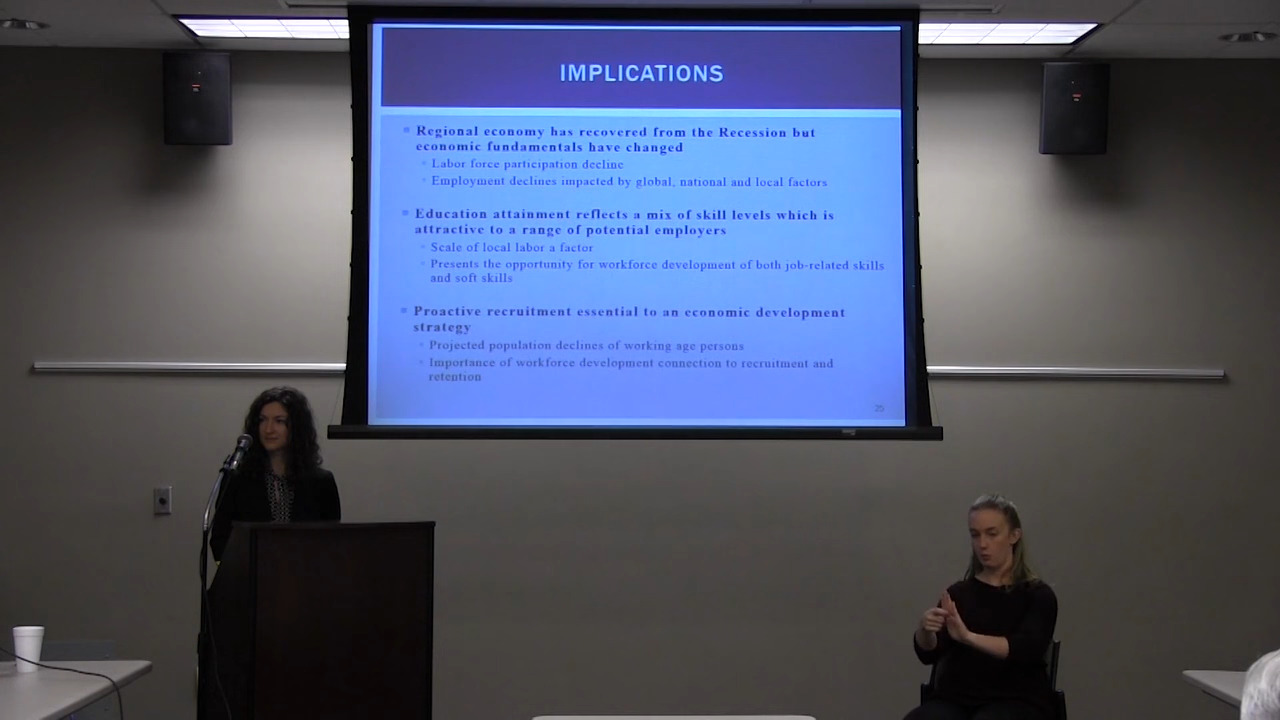 IMPLICATIONS
Regional economy has recovered from the Recession but
economic fundamentals have changed
Labor force participation decline
Employment declines impacted by global, national and local factors
Education attainment reflects a mix of skill levels which is
attractive to a range of potential employers
Scale of local labor a factor
Presents the opportunity for workforce development of both job-related skills
and soft skills
Proactive recruitment essential to an economic development
strategy
Projected population declines of working age persons
Importance of workforce development connection to recruitment and
retention
25